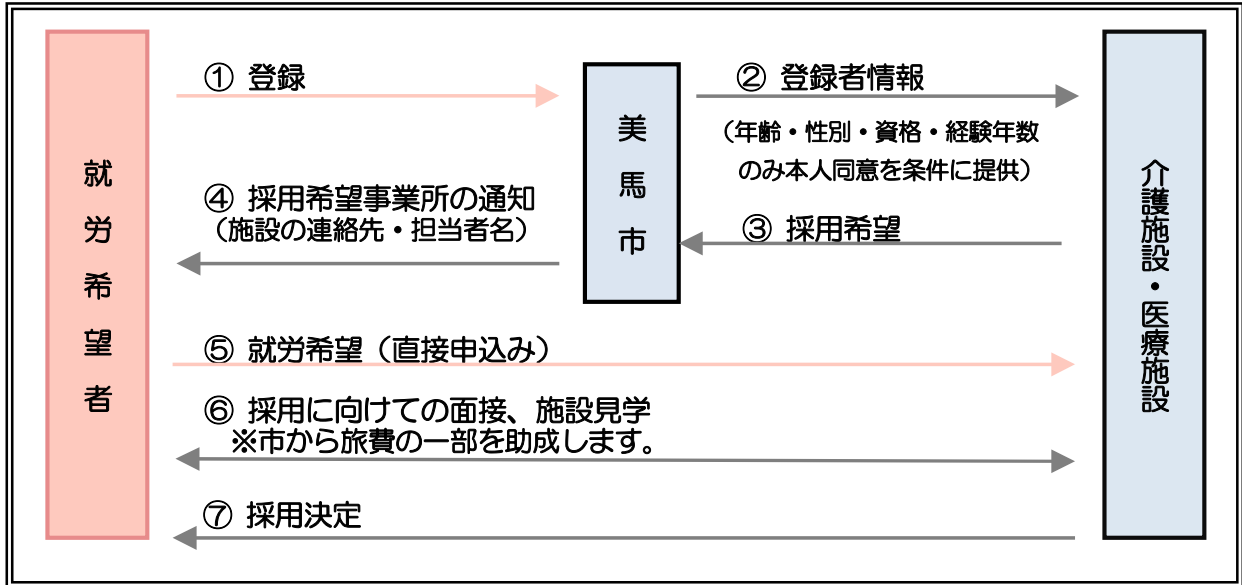 就労希望者
① 登録
美馬市
② 登録者情報
（年齢・性別・資格・経験年数
のみ本人同意を条件に提供）
③ 採用希望
④ 採用希望事業所の通知
（施設の連絡先・担当者名）
介護施設・医療施設
⑤ 就労希望（直接申込み）
⑥ 採用に向けての面接、施設見学
※市から旅費の一部を助成します。
⑦ 採用決定